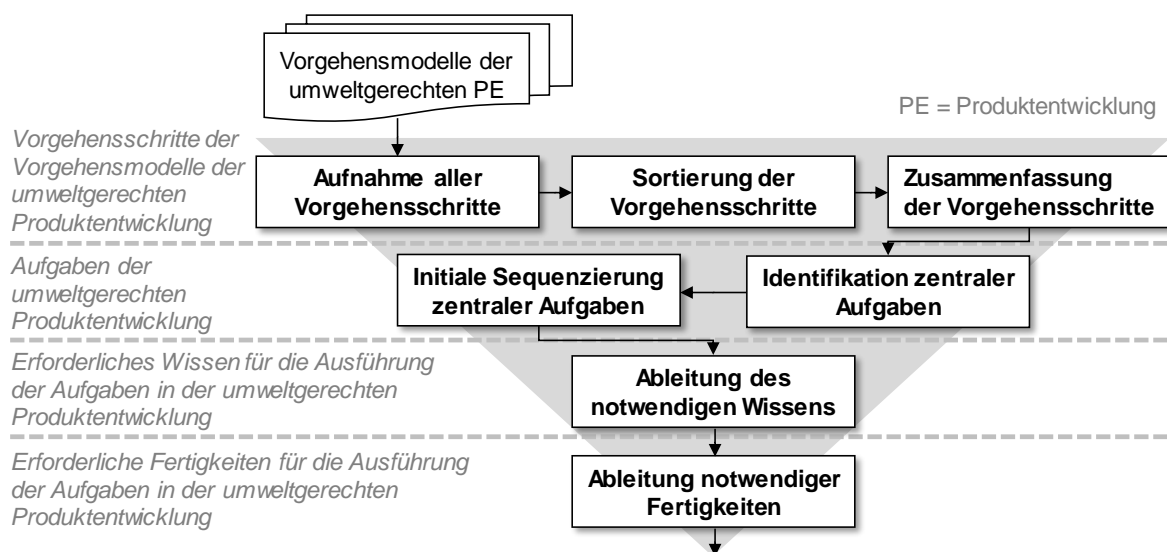 Vorgehensmodelle der
umweltgerechten PE
PE = Produktentwicklung
Vorgehensschritte der
Vorgehensmodelle der
umweltgerechten
Produktentwicklung
Aufnahme aller
Vorgehensschritte
Sortierung der
Vorgehensschritte
Zusammenfassung
der Vorgehensschritte
Aufgaben der
umweltgerechten
Produktentwicklung
Initiale Sequenzierung
zentraler Aufgaben
Identifikation zentraler
Aufgaben
Erforderliches Wissen für die Ausführung
der Aufgaben in der umweltgerechten
Produktentwicklung
Ableitung des
notwendigen Wissens
Erforderliche Fertigkeiten für die Ausführung
der Aufgaben in der umweltgerechten
Produktentwicklung
Ableitung notwendiger
Fertigkeiten